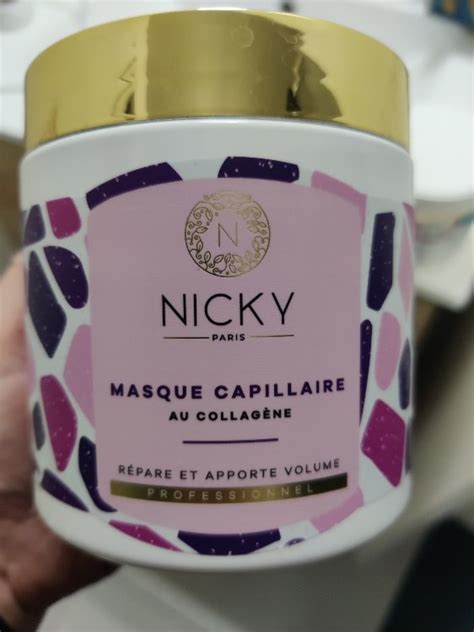 N
NICKY
PARIS
MASQUE CAPILLAIRE
AU COLLAGÈNE
RÉPARE ET APPORTE VOLUME
PROFESSIONNEL